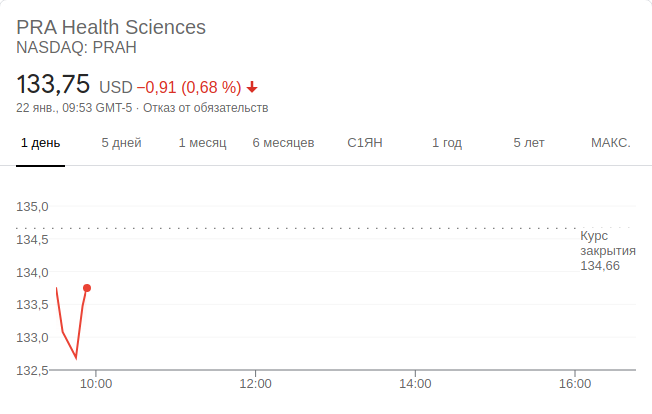 PRA Health Sciences
NASDAQ: PRAH
133,75 USD −0,91 (0,68 %) ↓
22 янв., 09:53 GMT-5 · Отказ от обязательств
1 день 5 дней 1 месяц 6 месяцев С1ЯН 1 год 5 лет МАКС.
135,0
134,5
134,0
133,5
133,0
132,5
Курс
закрытия
134,66
10:00 12:00 14:00 16:00